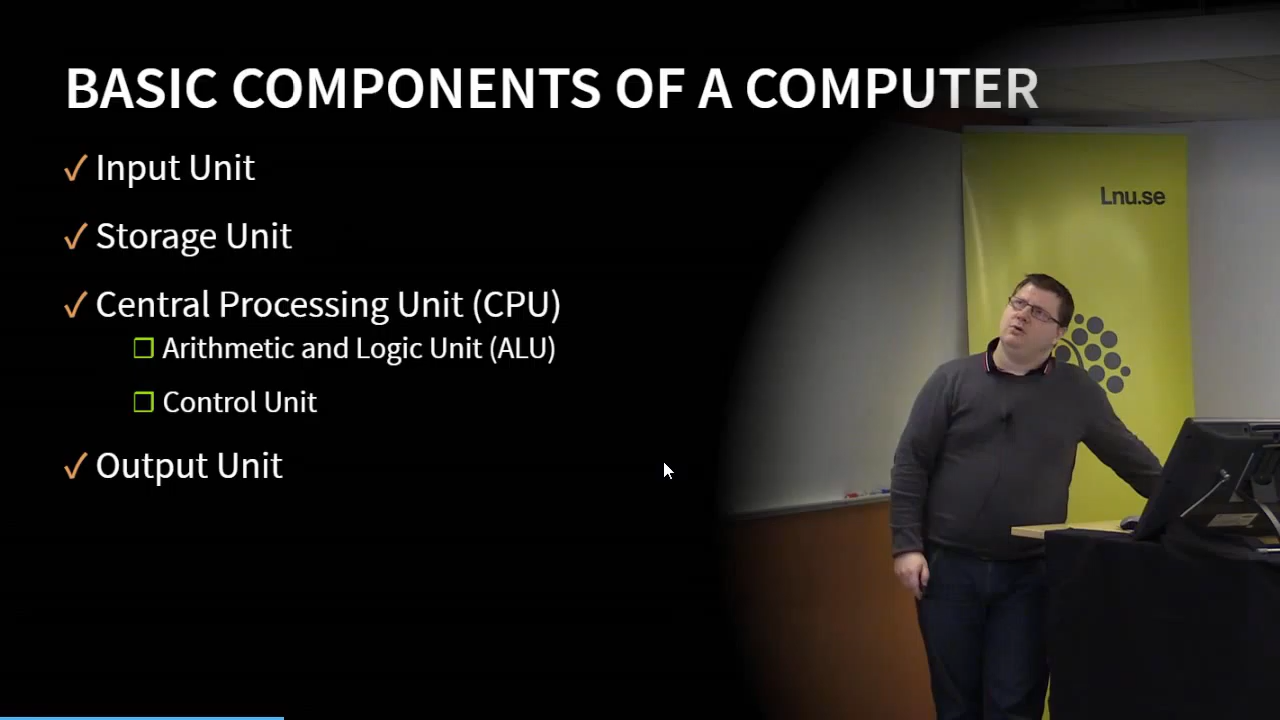 BASIC COMPONENTS OF A COMPUTER
Input Unit
Storage Unit
Central Processing Unit (CPU)
Arithmetic and Logic Unit (ALU)
Control Unit
Output Unit
Lnu.se